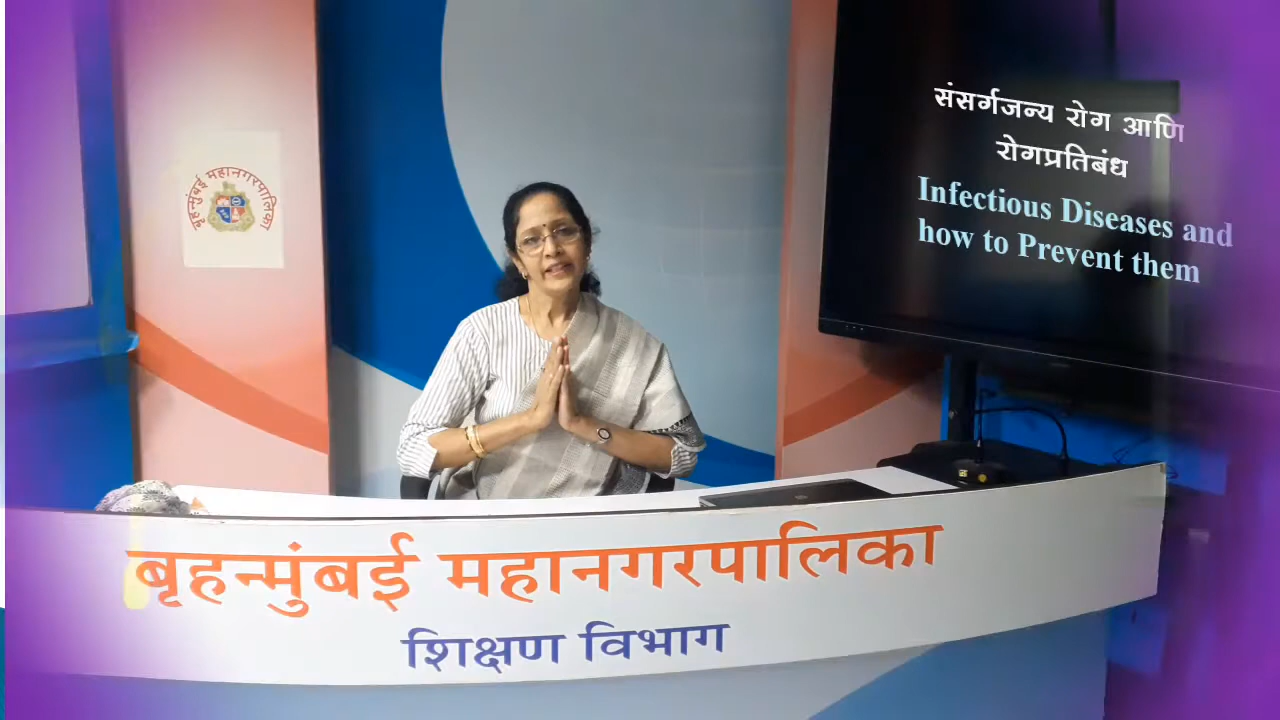 बृहन्मुंबई महानगरपालिका
संसर्गजन्य रोग आणि
रोगप्रतिबंध
Infectious Diseases and
how to Prevent them
बृहन्मुंबई महानगरपालिका
शिक्षण विभाग